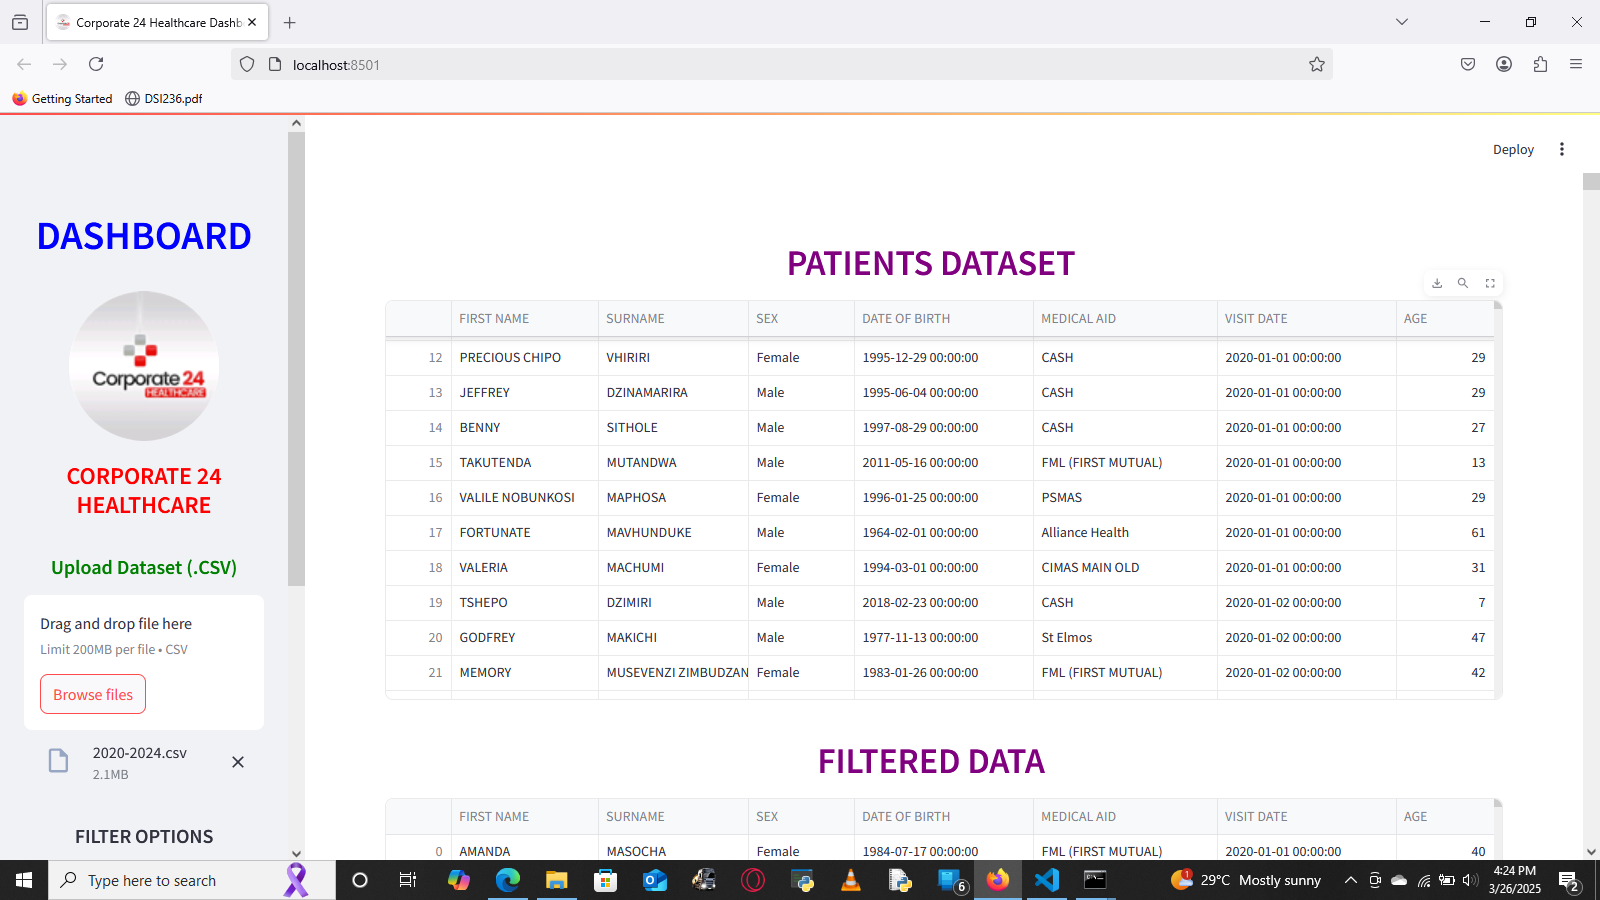 Corporate 24 Healthcare Dashb
localhost:8501
Getting Started
DSI236.pdf
Deploy
DASHBOARD
Corporate 24
HEALTHCARE
CORPORATE 24
HEALTHCARE
Upload Dataset (.CSV)
Drag and drop file here
Limit 200MB per file • CSV
Browse files
2020-2024.csv
2.1MB
FILTER OPTIONS
PATIENTS DATASET
FIRST NAME SURNAME SEX DATE OF BIRTH MEDICAL AID VISIT DATE AGE
12 PRECIOUS CHIPO VHIRIRI Female 1995-12-29 00:00:00 CASH 2020-01-01 00:00:00 29
13 JEFFREY DZINAMARIRA Male 1995-06-04 00:00:00 CASH 2020-01-01 00:00:00 29
14 BENNY SITHOLE Male 1997-08-29 00:00:00 CASH 2020-01-01 00:00:00 27
15 TAKUTENDA MUTANDWA Male 2011-05-16 00:00:00 FML (FIRST MUTUAL) 2020-01-01 00:00:00 13
16 VALILE NOBUNKOSI MAPHOSA Female 1996-01-25 00:00:00 PSMAS 2020-01-01 00:00:00 29
17 FORTUNATE MAVHUNDUKE Male 1964-02-01 00:00:00 Alliance Health 2020-01-01 00:00:00 61
18 VALERIA MACHUMI Female 1994-03-01 00:00:00 CIMAS MAIN OLD 2020-01-01 00:00:00 31
19 TSHEPO DZIMIRI Male 2018-02-23 00:00:00 CASH 2020-01-02 00:00:00 7
20 GODFREY MAKICHI Male 1977-11-13 00:00:00 St Elmos 2020-01-02 00:00:00 47
21 MEMORY MUSEVENZI ZIMBUDZAN Female 1983-01-26 00:00:00 FML (FIRST MUTUAL) 2020-01-02 00:00:00 42
FILTERED DATA
FIRST NAME SURNAME SEX DATE OF BIRTH MEDICAL AID VISIT DATE AGE
0 AMANDA MASOCHA Female 1984-07-17 00:00:00 FML (FIRST MUTUAL) 2020-01-01 00:00:00 40
Type here to search
6
1
29°C Mostly sunny
4:24 PM
3/26/2025
2